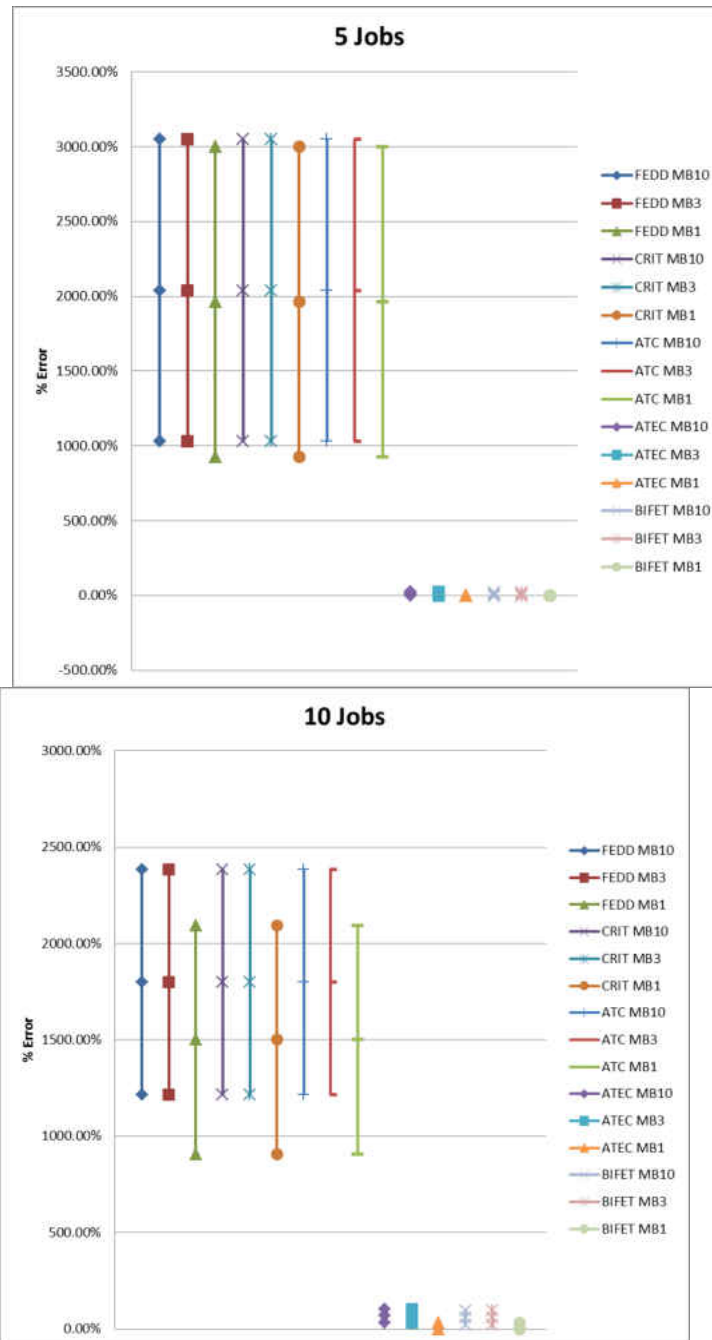 5 Jobs
3500.00%
3000.00%
2500.00%
2000.00%
1500.00%
1000.00%
500.00%
0.00%
-500.00%
% Error
FEDD MB10
FEDD MB3
FEDD MB1
CRIT MB10
CRIT MB3
CRIT MB1
ATC MB10
ATC MB3
ATC MB1
ATEC MB10
ATEC MB3
ATEC MB1
BIFET MB10
BIFET MB3
BIFET MB1
10 Jobs
3000.00%
2500.00%
2000.00%
1500.00%
1000.00%
500.00%
0.00%
% Error
FEDD MB10
FEDD MB3
FEDD MB1
CRIT MB10
CRIT MB3
CRIT MB1
ATC MB10
ATC MB3
ATC MB1
ATEC MB10
ATEC MB3
ATEC MB1
BIFET MB10
BIFET MB3
BIFET MB1